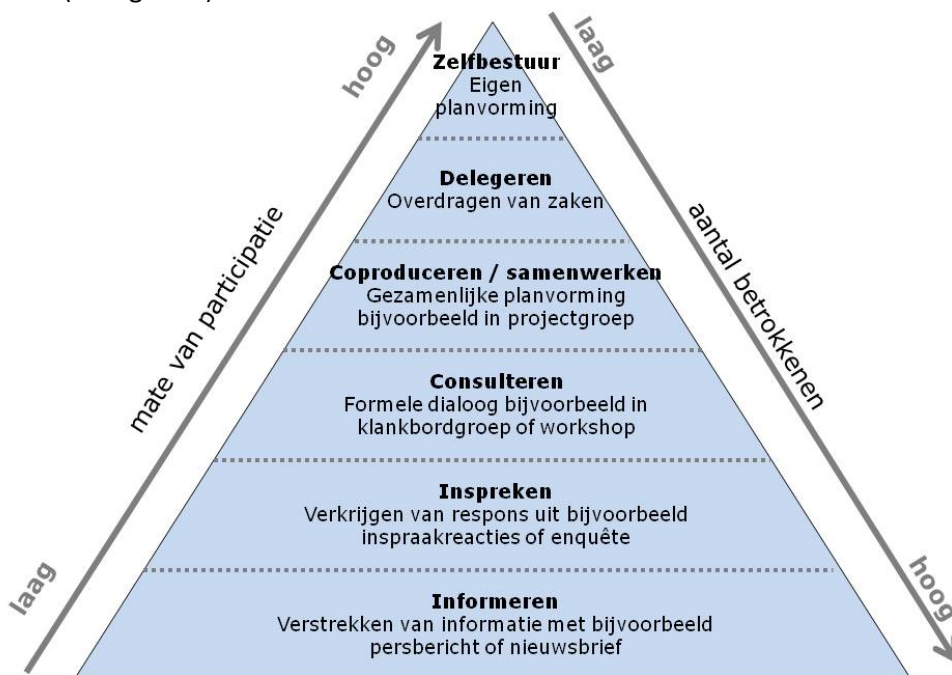 hoog
laag
Zelfbestuur
Eigen
planvorming
Delegeren
Overdragen van zaken
mate van participatie
aantal betrokkenen
Coproduceren / samenwerken
Gezamenlijke planvorming
bijvoorbeeld in projectgroep
Consulteren
Formele dialoog bijvoorbeeld in
klankbordgroep of workshop
Inspreken
Verkrijgen van respons uit bijvoorbeeld
inspraakreacties of enquête
laag
hoog
Informeren
Verstrekken van informatie met bijvoorbeeld
persbericht of nieuwsbrief